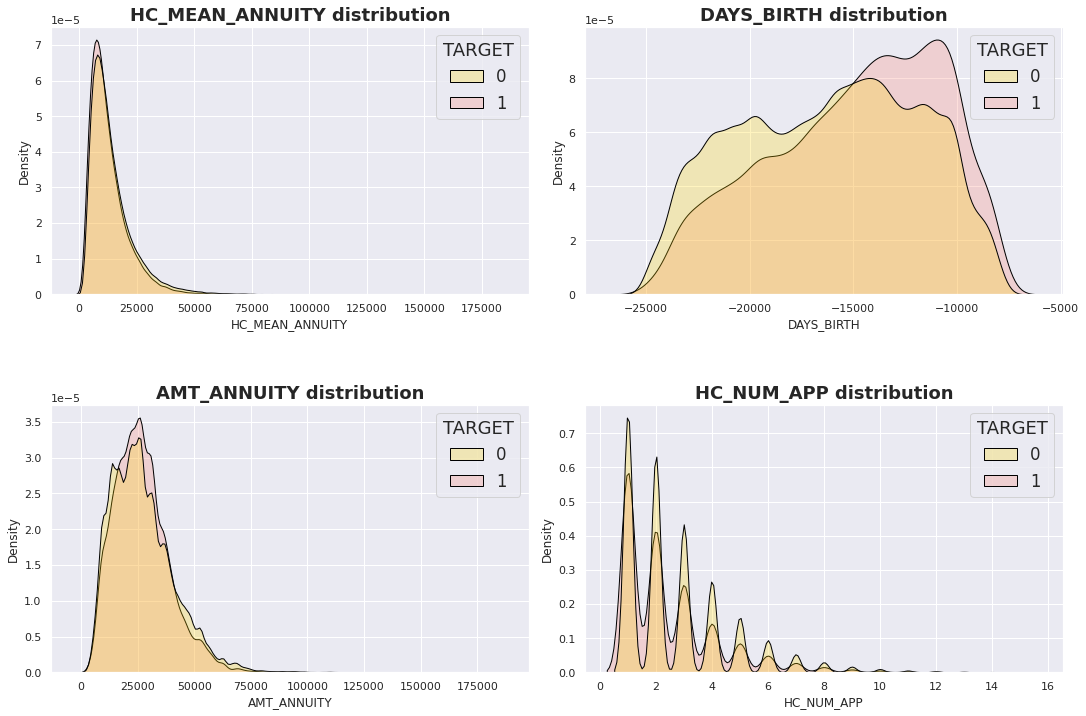 HC_MEAN_ANNUITY distribution
1e−5
TARGET
0
1
7
6
5
4
3
2
1
0
Density
0 25000 50000 75000 100000 125000 150000 175000
HC_MEAN_ANNUITY
DAYS_BIRTH distribution
1e−5
TARGET
0
1
8
6
4
2
0
Density
−25000 −20000 −15000 −10000 −5000
DAYS_BIRTH
AMT_ANNUITY distribution
1e−5
TARGET
0
1
3.5
3.0
2.5
2.0
1.5
1.0
0.5
0.0
Density
0 25000 50000 75000 100000 125000 150000 175000
AMT_ANNUITY
HC_NUM_APP distribution
TARGET
0
1
0.7
0.6
0.5
0.4
0.3
0.2
0.1
0.0
Density
0 2 4 6 8 10 12 14 16
HC_NUM_APP